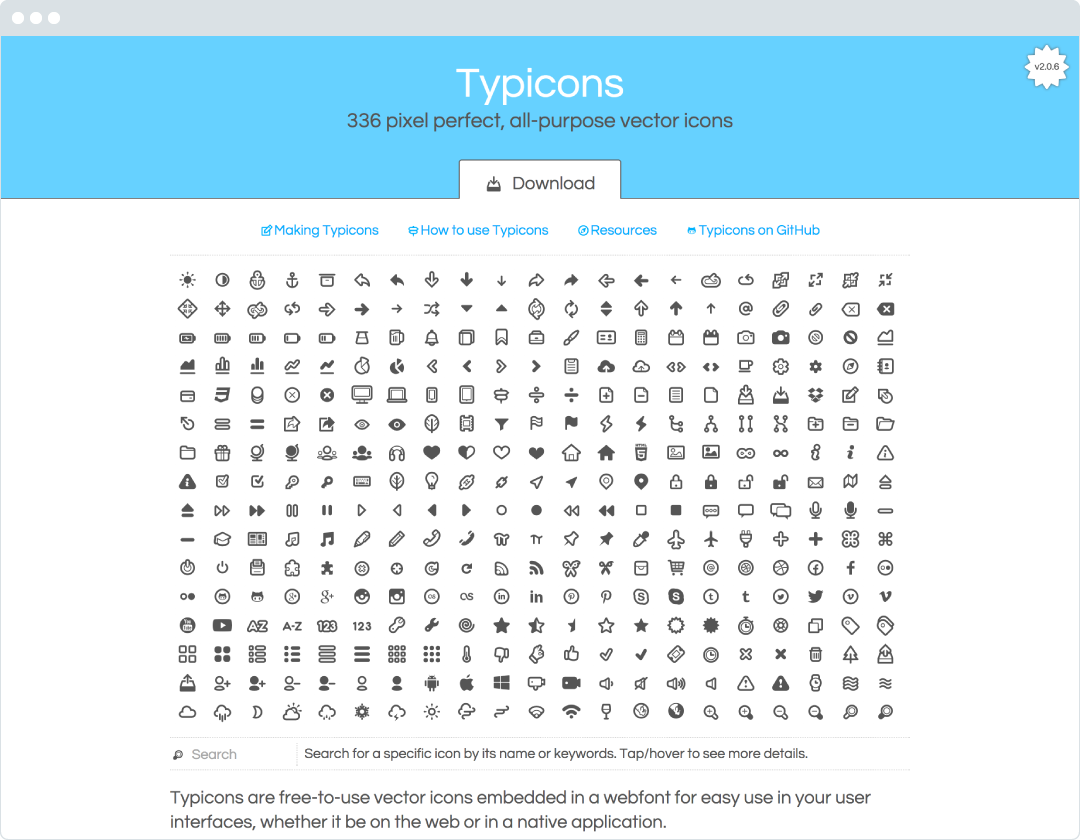 v2.0.6
Typicons
336 pixel perfect, all-purpose vector icons
Download
Making Typicons How to use Typicons Resources Typicons on GitHub
Search
Search for a specific icon by its name or keywords. Tap/hover to see more details.
Typicons are free-to-use vector icons embedded in a webfont for easy use in your user
interfaces, whether it be on the web or in a native application.